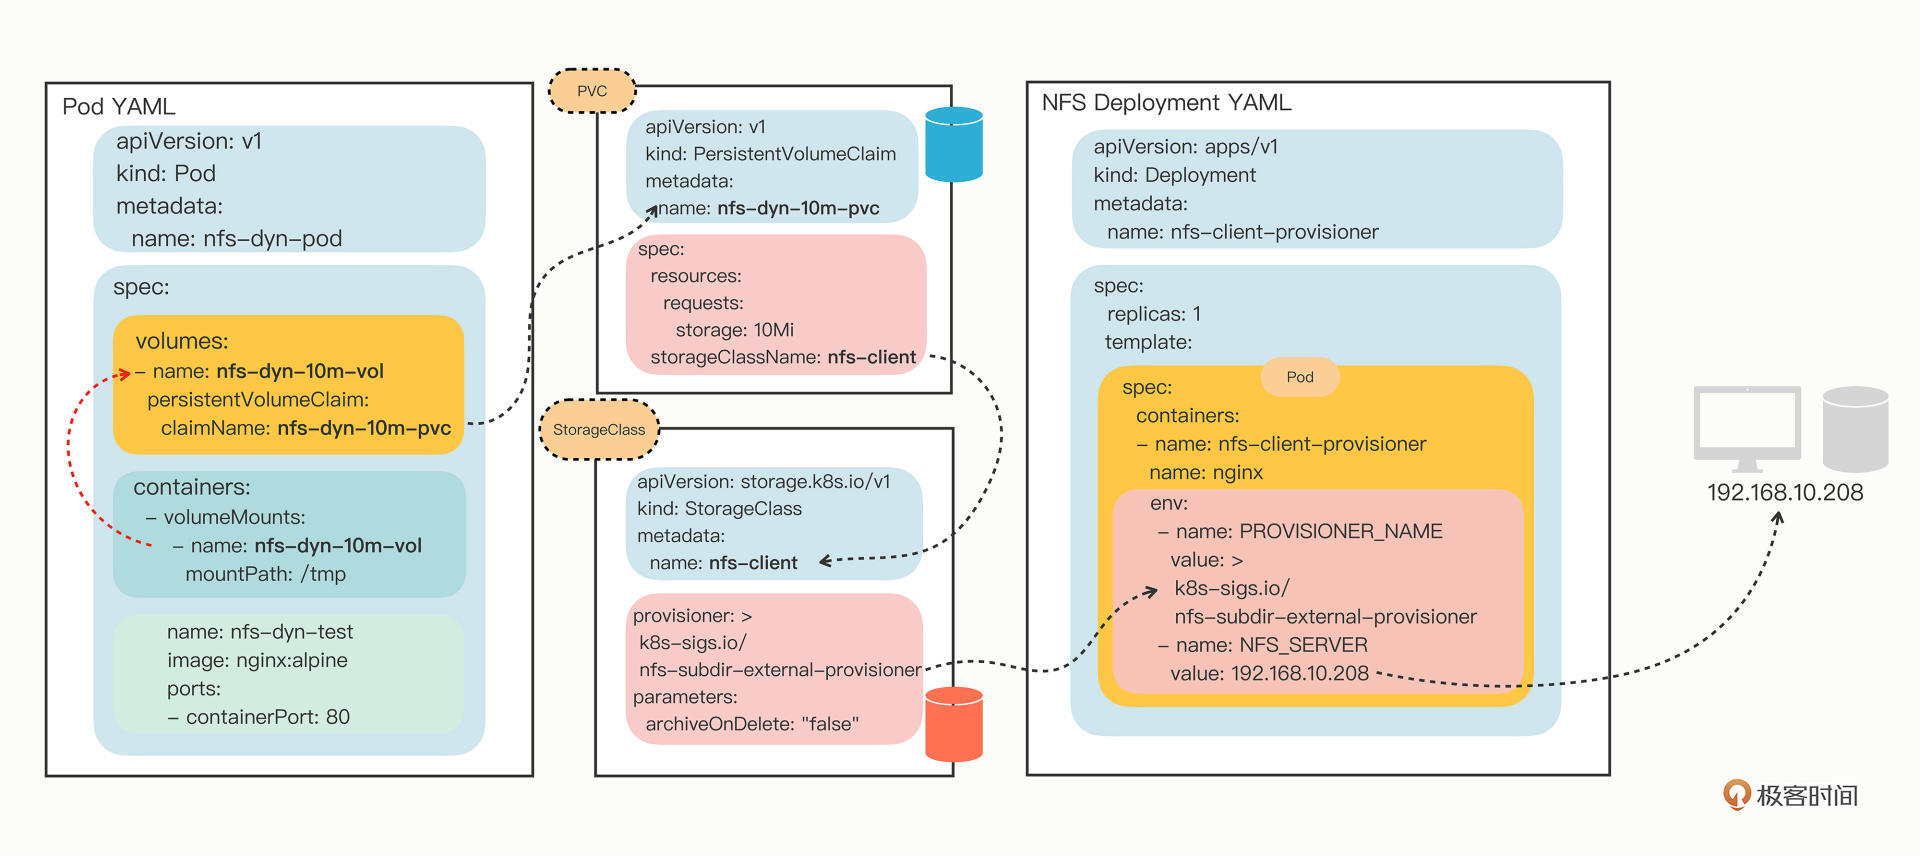 Pod YAML
apiVersion: v1
kind: Pod
metadata:
name: nfs-dyn-pod
spec:
volumes:
- name: nfs-dyn-10m-vol
persistentVolumeClaim:
claimName: nfs-dyn-10m-pvc
containers:
- volumeMounts:
- name: nfs-dyn-10m-vol
mountPath: /tmp
name: nfs-dyn-test
image: nginx:alpine
ports:
- containerPort: 80
PVC
apiVersion: v1
kind: PersistentVolumeClaim
metadata:
name: nfs-dyn-10m-pvc
spec:
resources:
requests:
storage: 10Mi
storageClassName: nfs-client
StorageClass
apiVersion: storage.k8s.io/v1
kind: StorageClass
metadata:
name: nfs-client
provisioner: >
k8s-sigs.io/
nfs-subdir-external-provisioner
parameters:
archiveOnDelete: "false"
NFS Deployment YAML
apiVersion: apps/v1
kind: Deployment
metadata:
name: nfs-client-provisioner
spec:
replicas: 1
template:
Pod
spec:
containers:
- name: nfs-client-provisioner
name: nginx
env:
- name: PROVISIONER_NAME
value: >
k8s-sigs.io/
nfs-subdir-external-provisioner
- name: NFS_SERVER
value: 192.168.10.208
192.168.10.208
极客时间